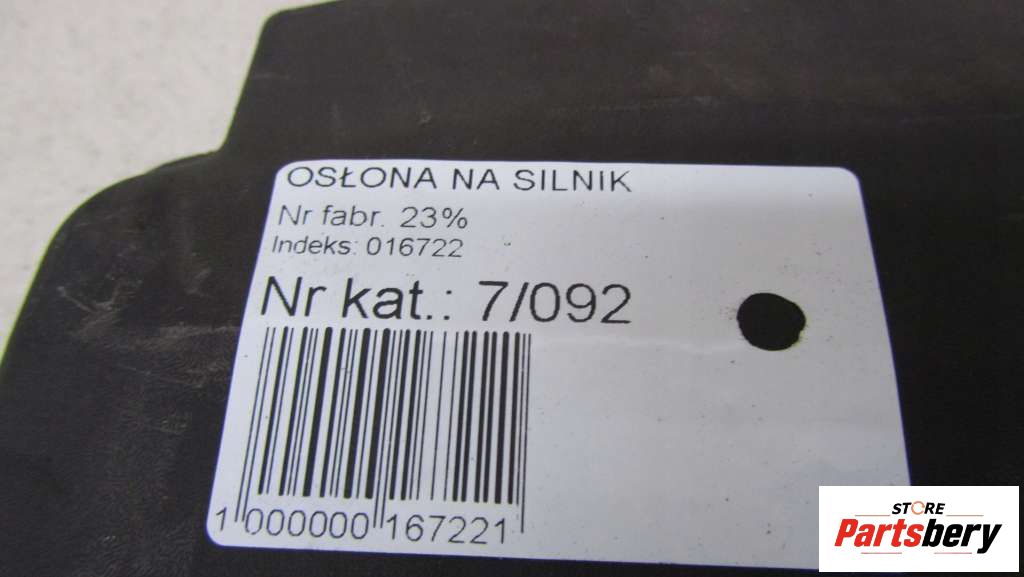 OSŁONA NA SILNIK
Nr fabr. 23%
Indeks: 016722
Nr kat.: 7/092
1 000000 167221
STORE
Partsbery